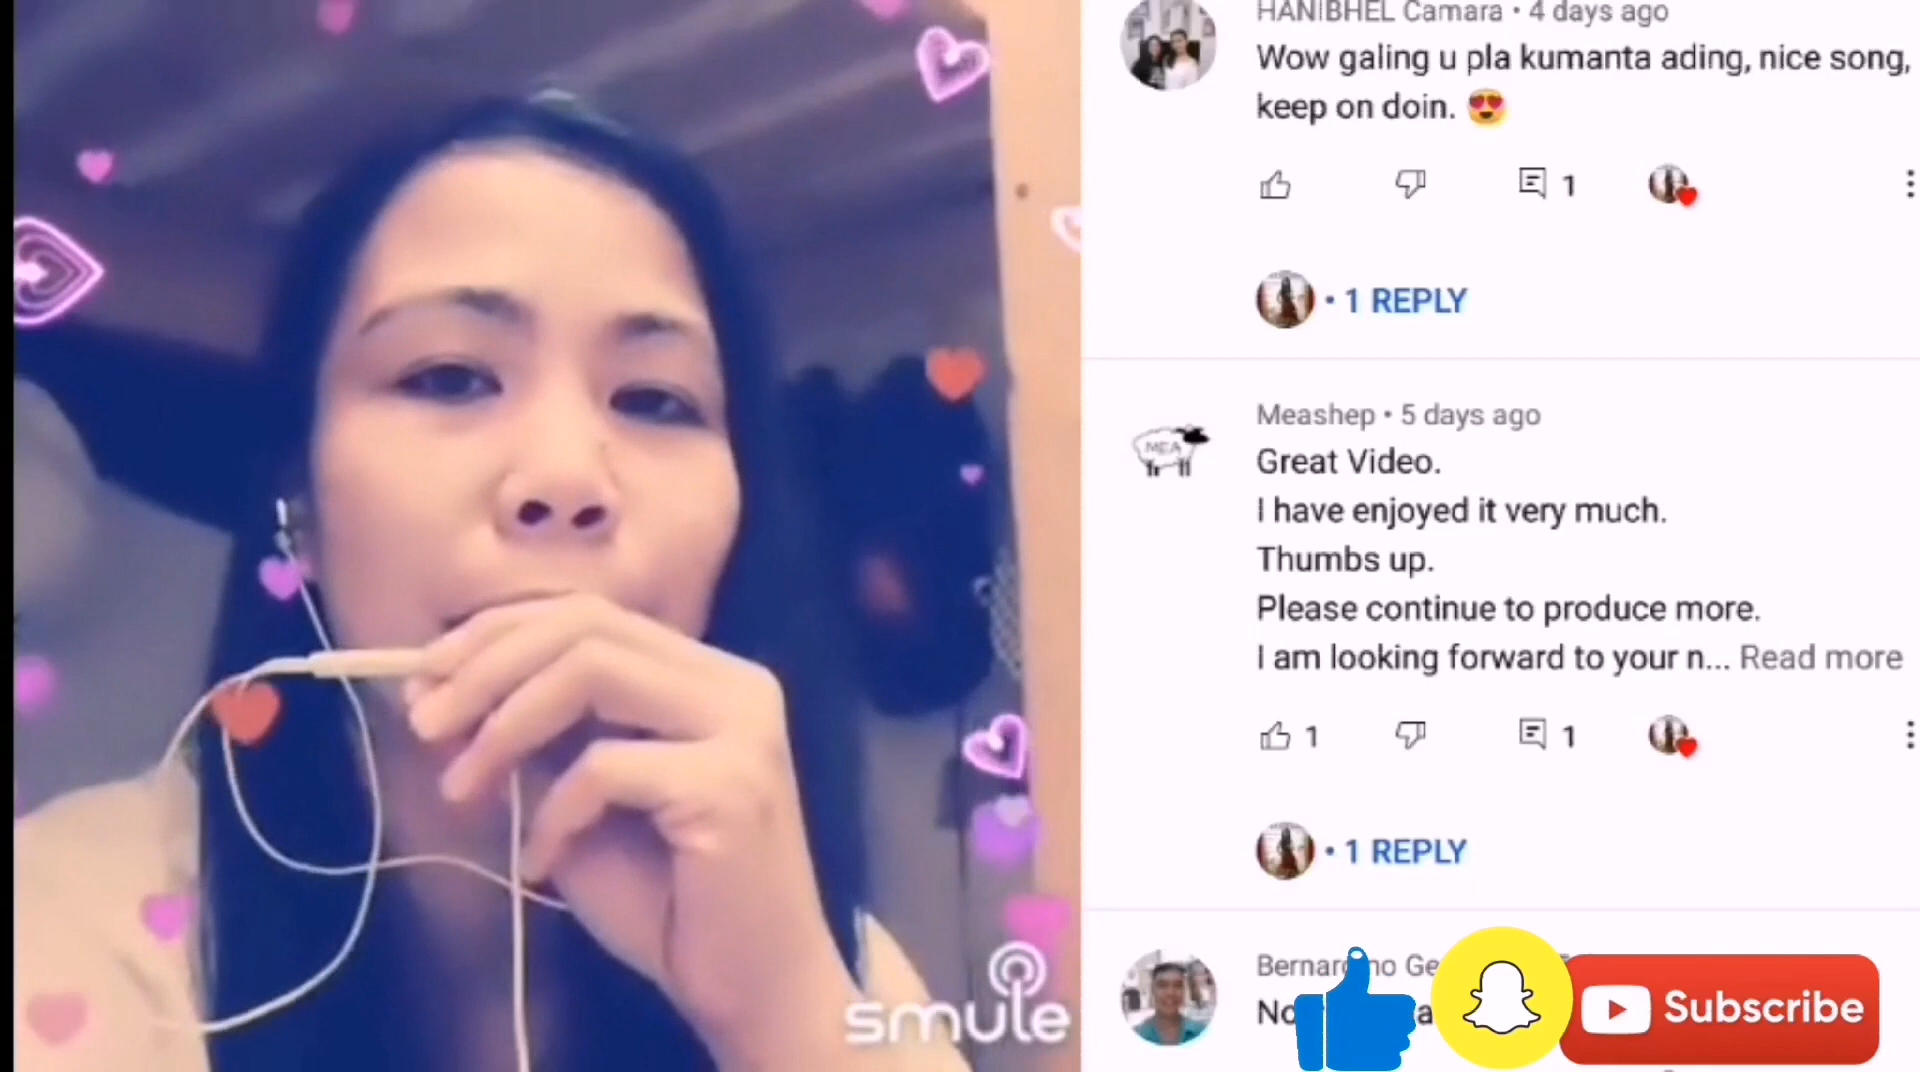 HANIBHEL Camara • 4 days ago
Wow galing u pla kumanta ading, nice song,
keep on doin. 😍
1
• 1 REPLY
Meashep • 5 days ago
MEA
Great Video.
I have enjoyed it very much.
Thumbs up.
Please continue to produce more.
I am looking forward to your n... Read more
1
1
• 1 REPLY
smule
Subscribe